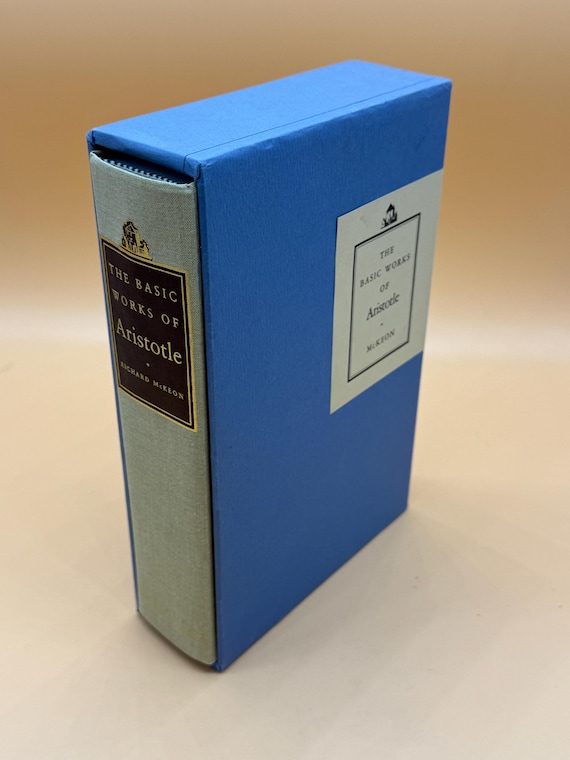 THE BASIC
WORKS OF
Aristotle
RICHARD McKEON
THE
BASIC WORKS
OF
Aristotle
McKEON